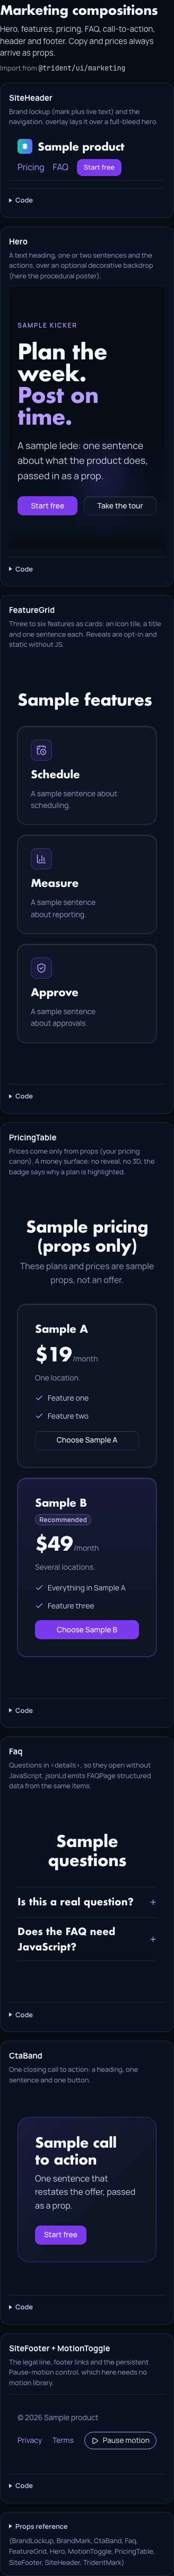 Marketing compositions
Hero, features, pricing, FAQ, call-to-action,
header and footer. Copy and prices always
arrive as props.
Import from @trident/ui/marketing
SiteHeader
Brand lockup (mark plus live text) and the
navigation. overlay lays it over a full-bleed hero.
Sample product
Pricing FAQ Start free
Code
Hero
A text heading, one or two sentences and the
actions, over an optional decorative backdrop
(here the procedural poster).
SAMPLE KICKER
Plan the
week.
Post on
time.
A sample lede: one sentence
about what the product does,
passed in as a prop.
Start free Take the tour
Code
FeatureGrid
Three to six features as cards: an icon tile, a title
and one sentence each. Reveals are opt-in and
static without JS.
Sample features
Schedule
A sample sentence about
scheduling.
Measure
A sample sentence
about reporting.
Approve
A sample sentence
about approvals.
Code
PricingTable
Prices come only from props (your pricing
canon). A money surface: no reveal, no 3D, the
badge says why a plan is highlighted.
Sample pricing
(props only)
These plans and prices are sample
props, not an offer.
Sample A
$19/month
One location.
Feature one
Feature two
Choose Sample A
Sample B
Recommended
$49/month
Several locations.
Everything in Sample A
Feature three
Choose Sample B
Code
Faq
Questions in <details>, so they open without
JavaScript. jsonLd emits FAQPage structured
data from the same items.
Sample
questions
Is this a real question? +
Does the FAQ need
JavaScript? +
Code
CtaBand
One closing call to action: a heading, one
sentence and one button.
Sample call
to action
One sentence that
restates the offer, passed
as a prop.
Start free
Code
SiteFooter + MotionToggle
The legal line, footer links and the persistent
Pause-motion control, which here needs no
motion library.
© 2026 Sample product
Privacy Terms Pause motion
Code
Props reference
(BrandLockup, BrandMark, CtaBand, Faq,
FeatureGrid, Hero, MotionToggle, PricingTable,
SiteFooter, SiteHeader, TridentMark)